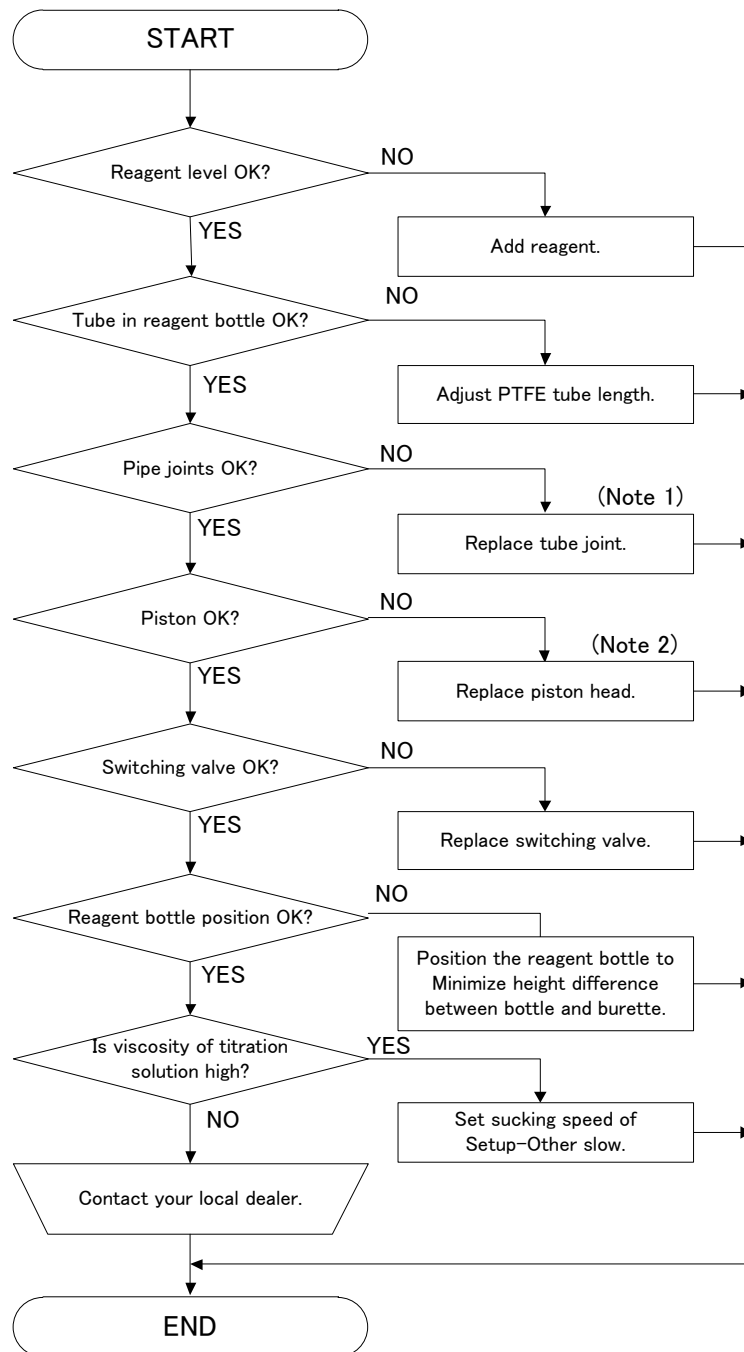 START
Reagent level OK?
NO
YES
Add reagent.
Tube in reagent bottle OK?
NO
YES
Adjust PTFE tube length.
Pipe joints OK?
NO
YES
(Note 1)
Replace tube joint.
Piston OK?
NO
YES
(Note 2)
Replace piston head.
Switching valve OK?
NO
YES
Replace switching valve.
Reagent bottle position OK?
NO
YES
Position the reagent bottle to
Minimize height difference
between bottle and burette.
Is viscosity of titration
solution high?
YES
NO
Set sucking speed of
Setup-Other slow.
Contact your local dealer.
END